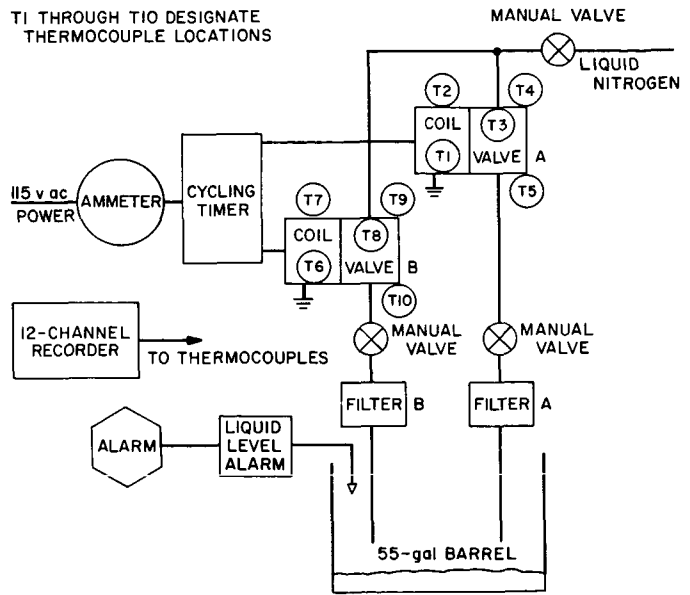 T1 THROUGH T10 DESIGNATE
THERMOCOUPLE LOCATIONS
MANUAL VALVE
LIQUID
NITROGEN
T2
T4
COIL
T3
T1
VALVE
A
T5
115 v ac
POWER
AMMETER
CYCLING
TIMER
T7
T9
COIL
T8
T6
VALVE
B
T10
12-CHANNEL
RECORDER
TO THERMOCOUPLES
MANUAL
VALVE
MANUAL
VALVE
FILTER
B
FILTER
A
ALARM
LIQUID
LEVEL
ALARM
55-gal BARREL